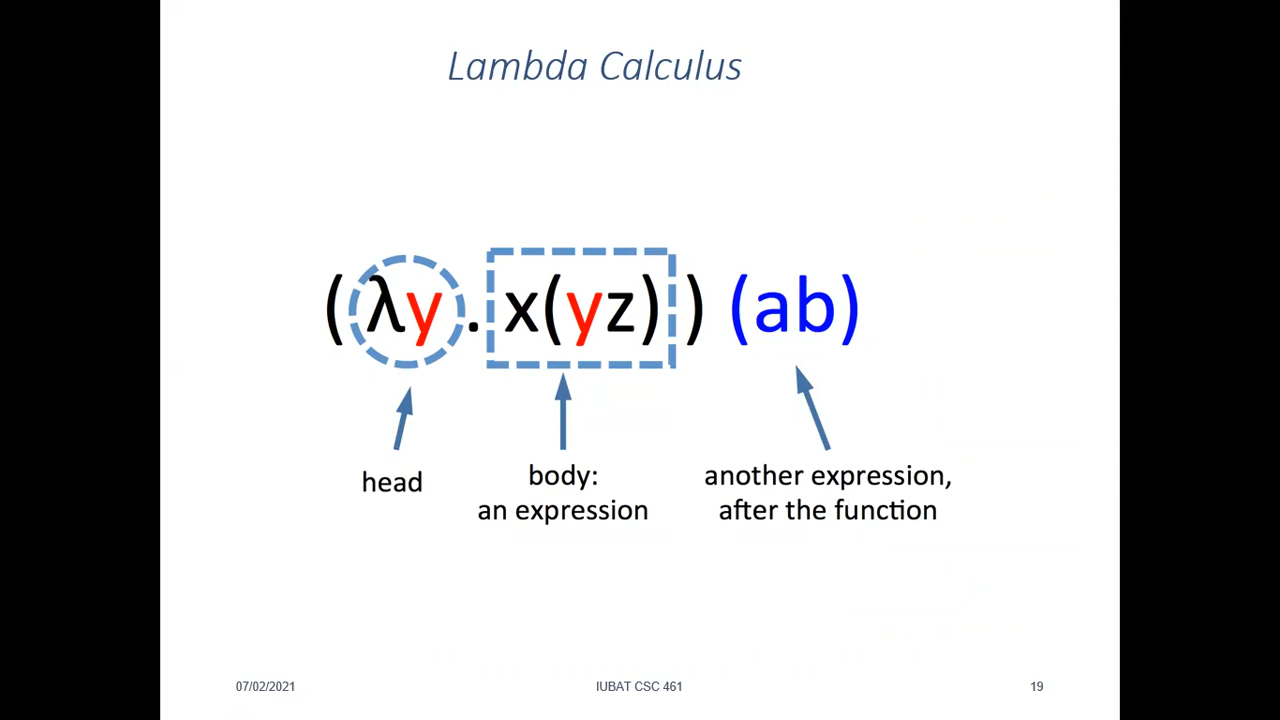 Lambda Calculus
( λy . x(yz) ) (ab)
head
body:
an expression
another expression,
after the function
07/02/2021
IUBAT CSC 461
19